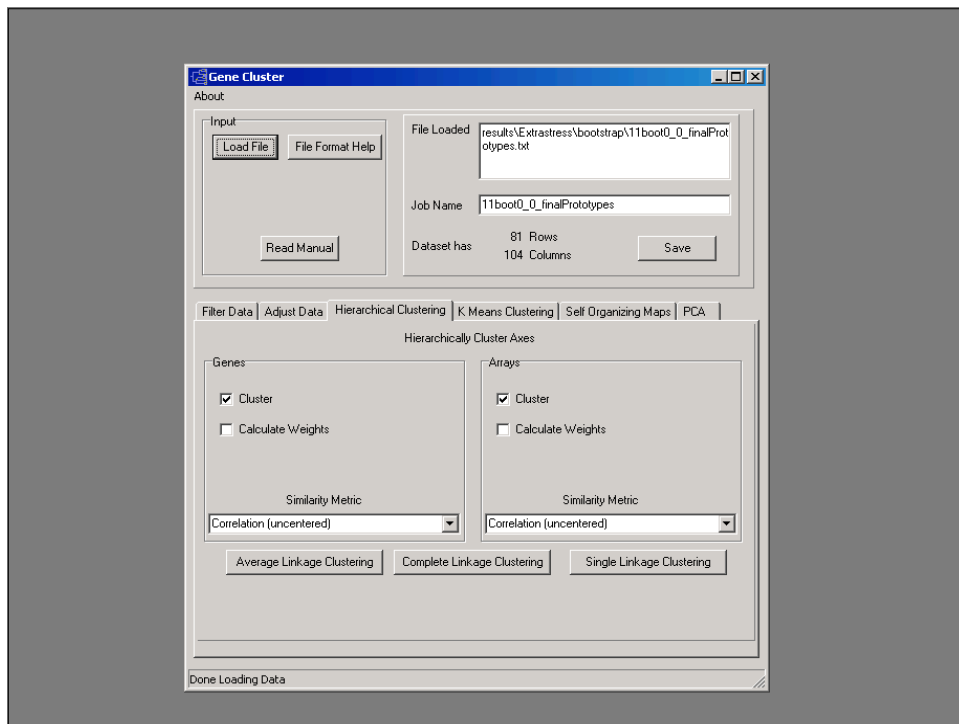 Gene Cluster
About
Input
Load File
File Format Help
Read Manual
File Loaded
results\Extrastress\bootstrap\11boot0_0_finalProt
otypes.txt
Job Name
11boot0_0_finalPrototypes
Dataset has
81 Rows
104 Columns
Save
Filter Data
Adjust Data
Hierarchical Clustering
K Means Clustering
Self Organizing Maps
PCA
Hierarchically Cluster Axes
Genes
Cluster
Calculate Weights
Similarity Metric
Correlation (uncentered)
Arrays
Cluster
Calculate Weights
Similarity Metric
Correlation (uncentered)
Average Linkage Clustering
Complete Linkage Clustering
Single Linkage Clustering
Done Loading Data